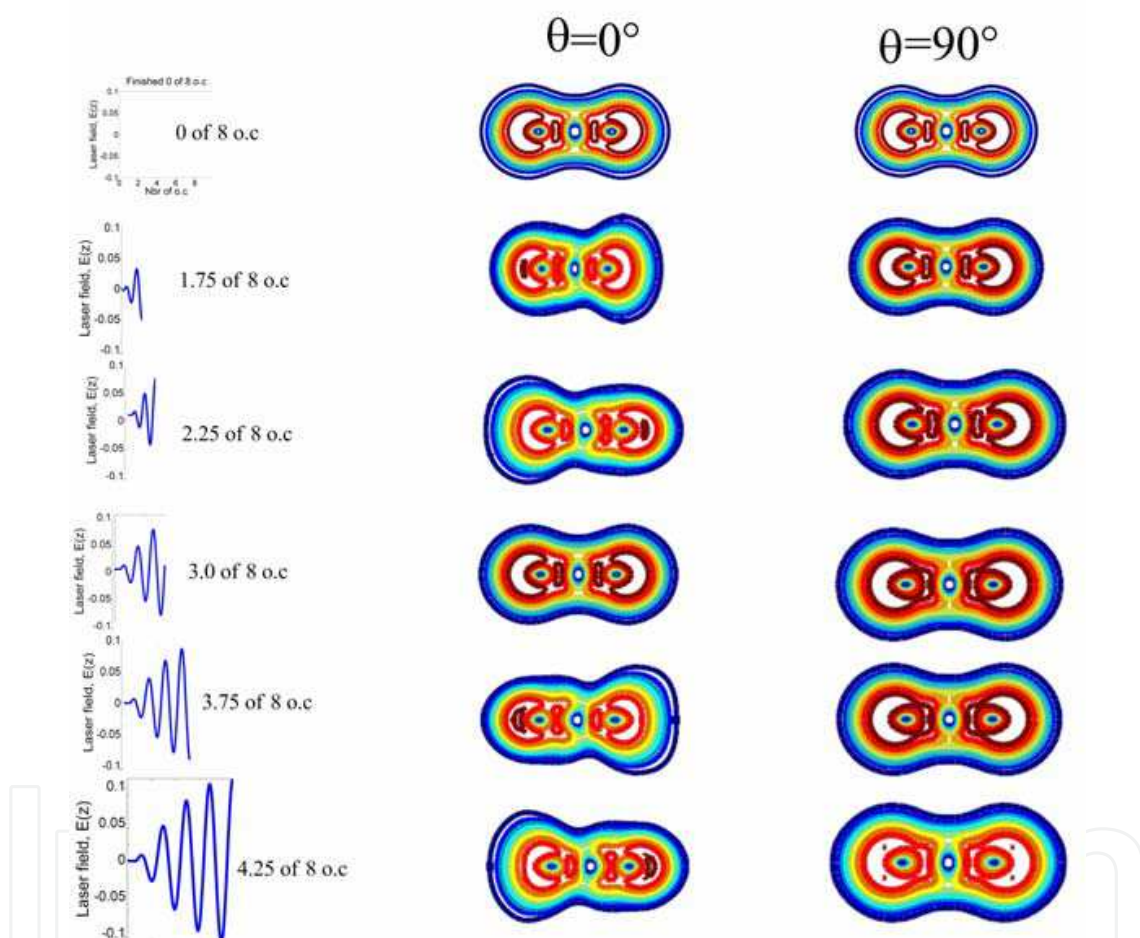 θ=0°
θ=90°
Finished 0 of 8 o.c
Laser field, E(z)
0.1
0.05
0
-0.05
-0.1
0 2 4 6 8
Nbr of o.c
0 of 8 o.c
Laser field, E(z)
0.1
0.05
0
-0.05
-0.1
1.75 of 8 o.c
Laser field, E(z)
0.1
0.05
0
-0.05
-0.1
2.25 of 8 o.c
Laser field, E(z)
0.1
0.05
0
-0.05
-0.1
3.0 of 8 o.c
Laser field, E(z)
0.1
0.05
0
-0.05
-0.1
3.75 of 8 o.c
Laser field, E(z)
0.1
0.05
0
-0.05
-0.1
4.25 of 8 o.c